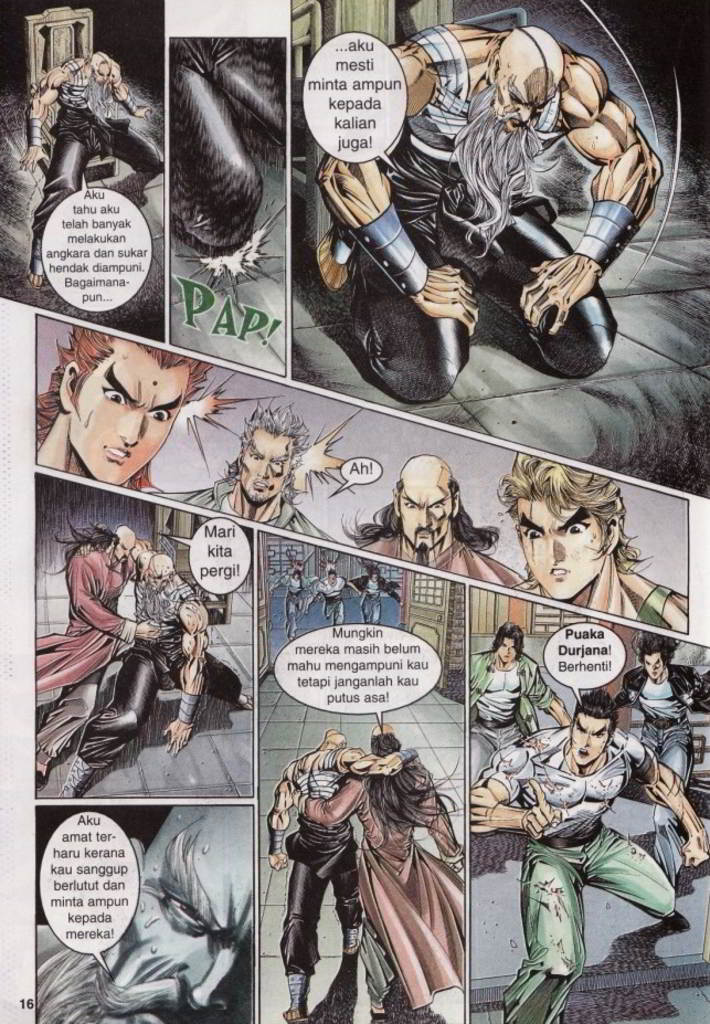 Aku
tahu aku
telah banyak
melakukan
angkara dan sukar
hendak diampuni.
Bagaimana-
pun...
PAP!
...aku
mesti
minta ampun
kepada
kalian
juga!
Ah!
Mari
kita
pergi!
Mungkin
mereka masih belum
mahu mengampuni kau
tetapi janganlah kau
putus asa!
Puaka
Durjana!
Berhenti!
Aku
amat ter-
haru kerana
kau sanggup
berlutut dan
minta ampun
kepada
mereka!
16